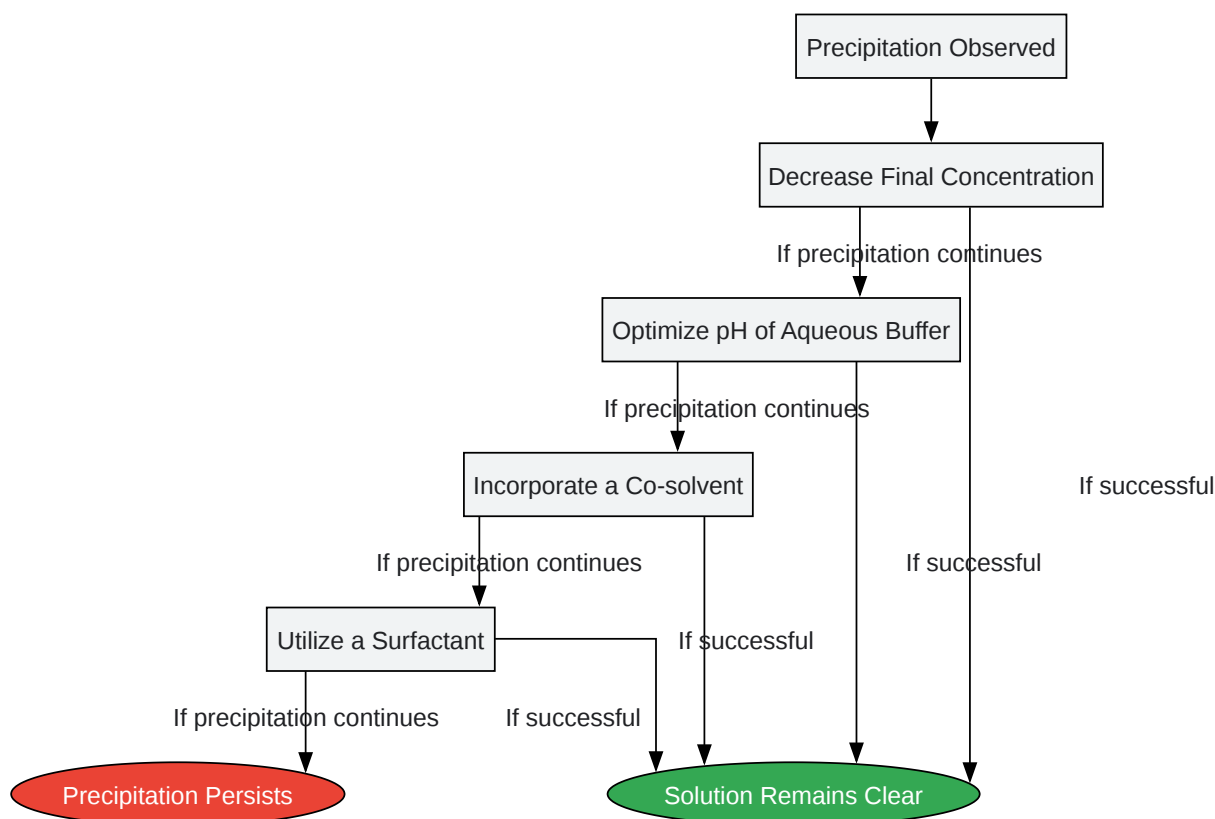 Precipitation Observed
Decrease Final Concentration
If precipitation continues
Optimize pH of Aqueous Buffer
If precipitation continues
Incorporate a Co-solvent
If successful
If precipitation continues
If successful
Utilize a Surfactant
If successful
If precipitation continues
If successful
Precipitation Persists
Solution Remains Clear